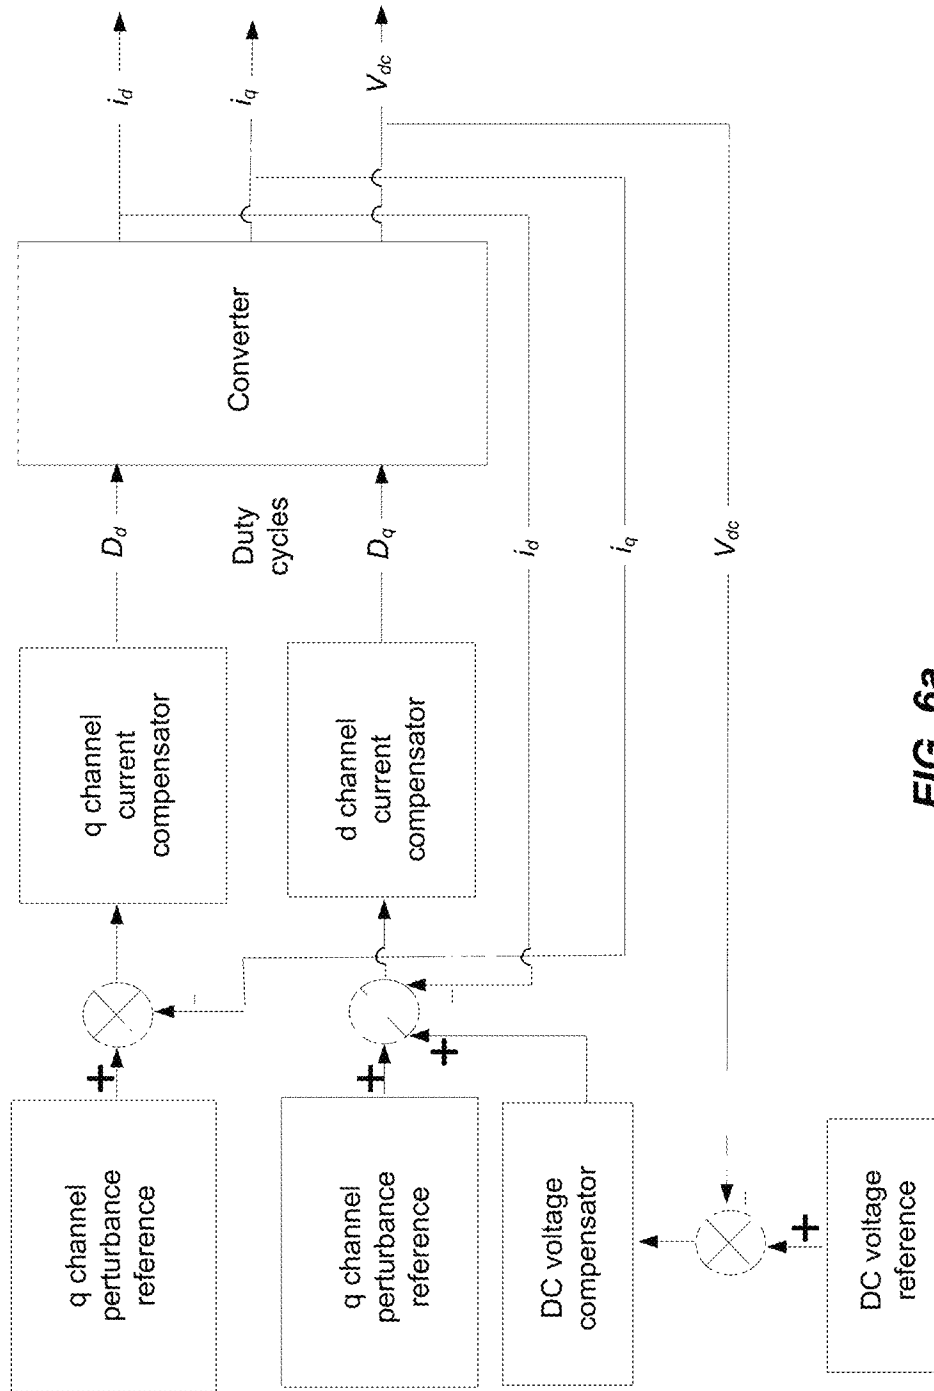 q channel
perturbance
reference
+
-
q channel
current
compensator
D_d
Converter
i_d
i_q
V_dc
q channel
perturbance
reference
+
+
-
d channel
current
compensator
Duty
cycles
D_q
DC voltage
compensator
i_d
i_q
V_dc
-
+
DC voltage
reference
FIG. 6a